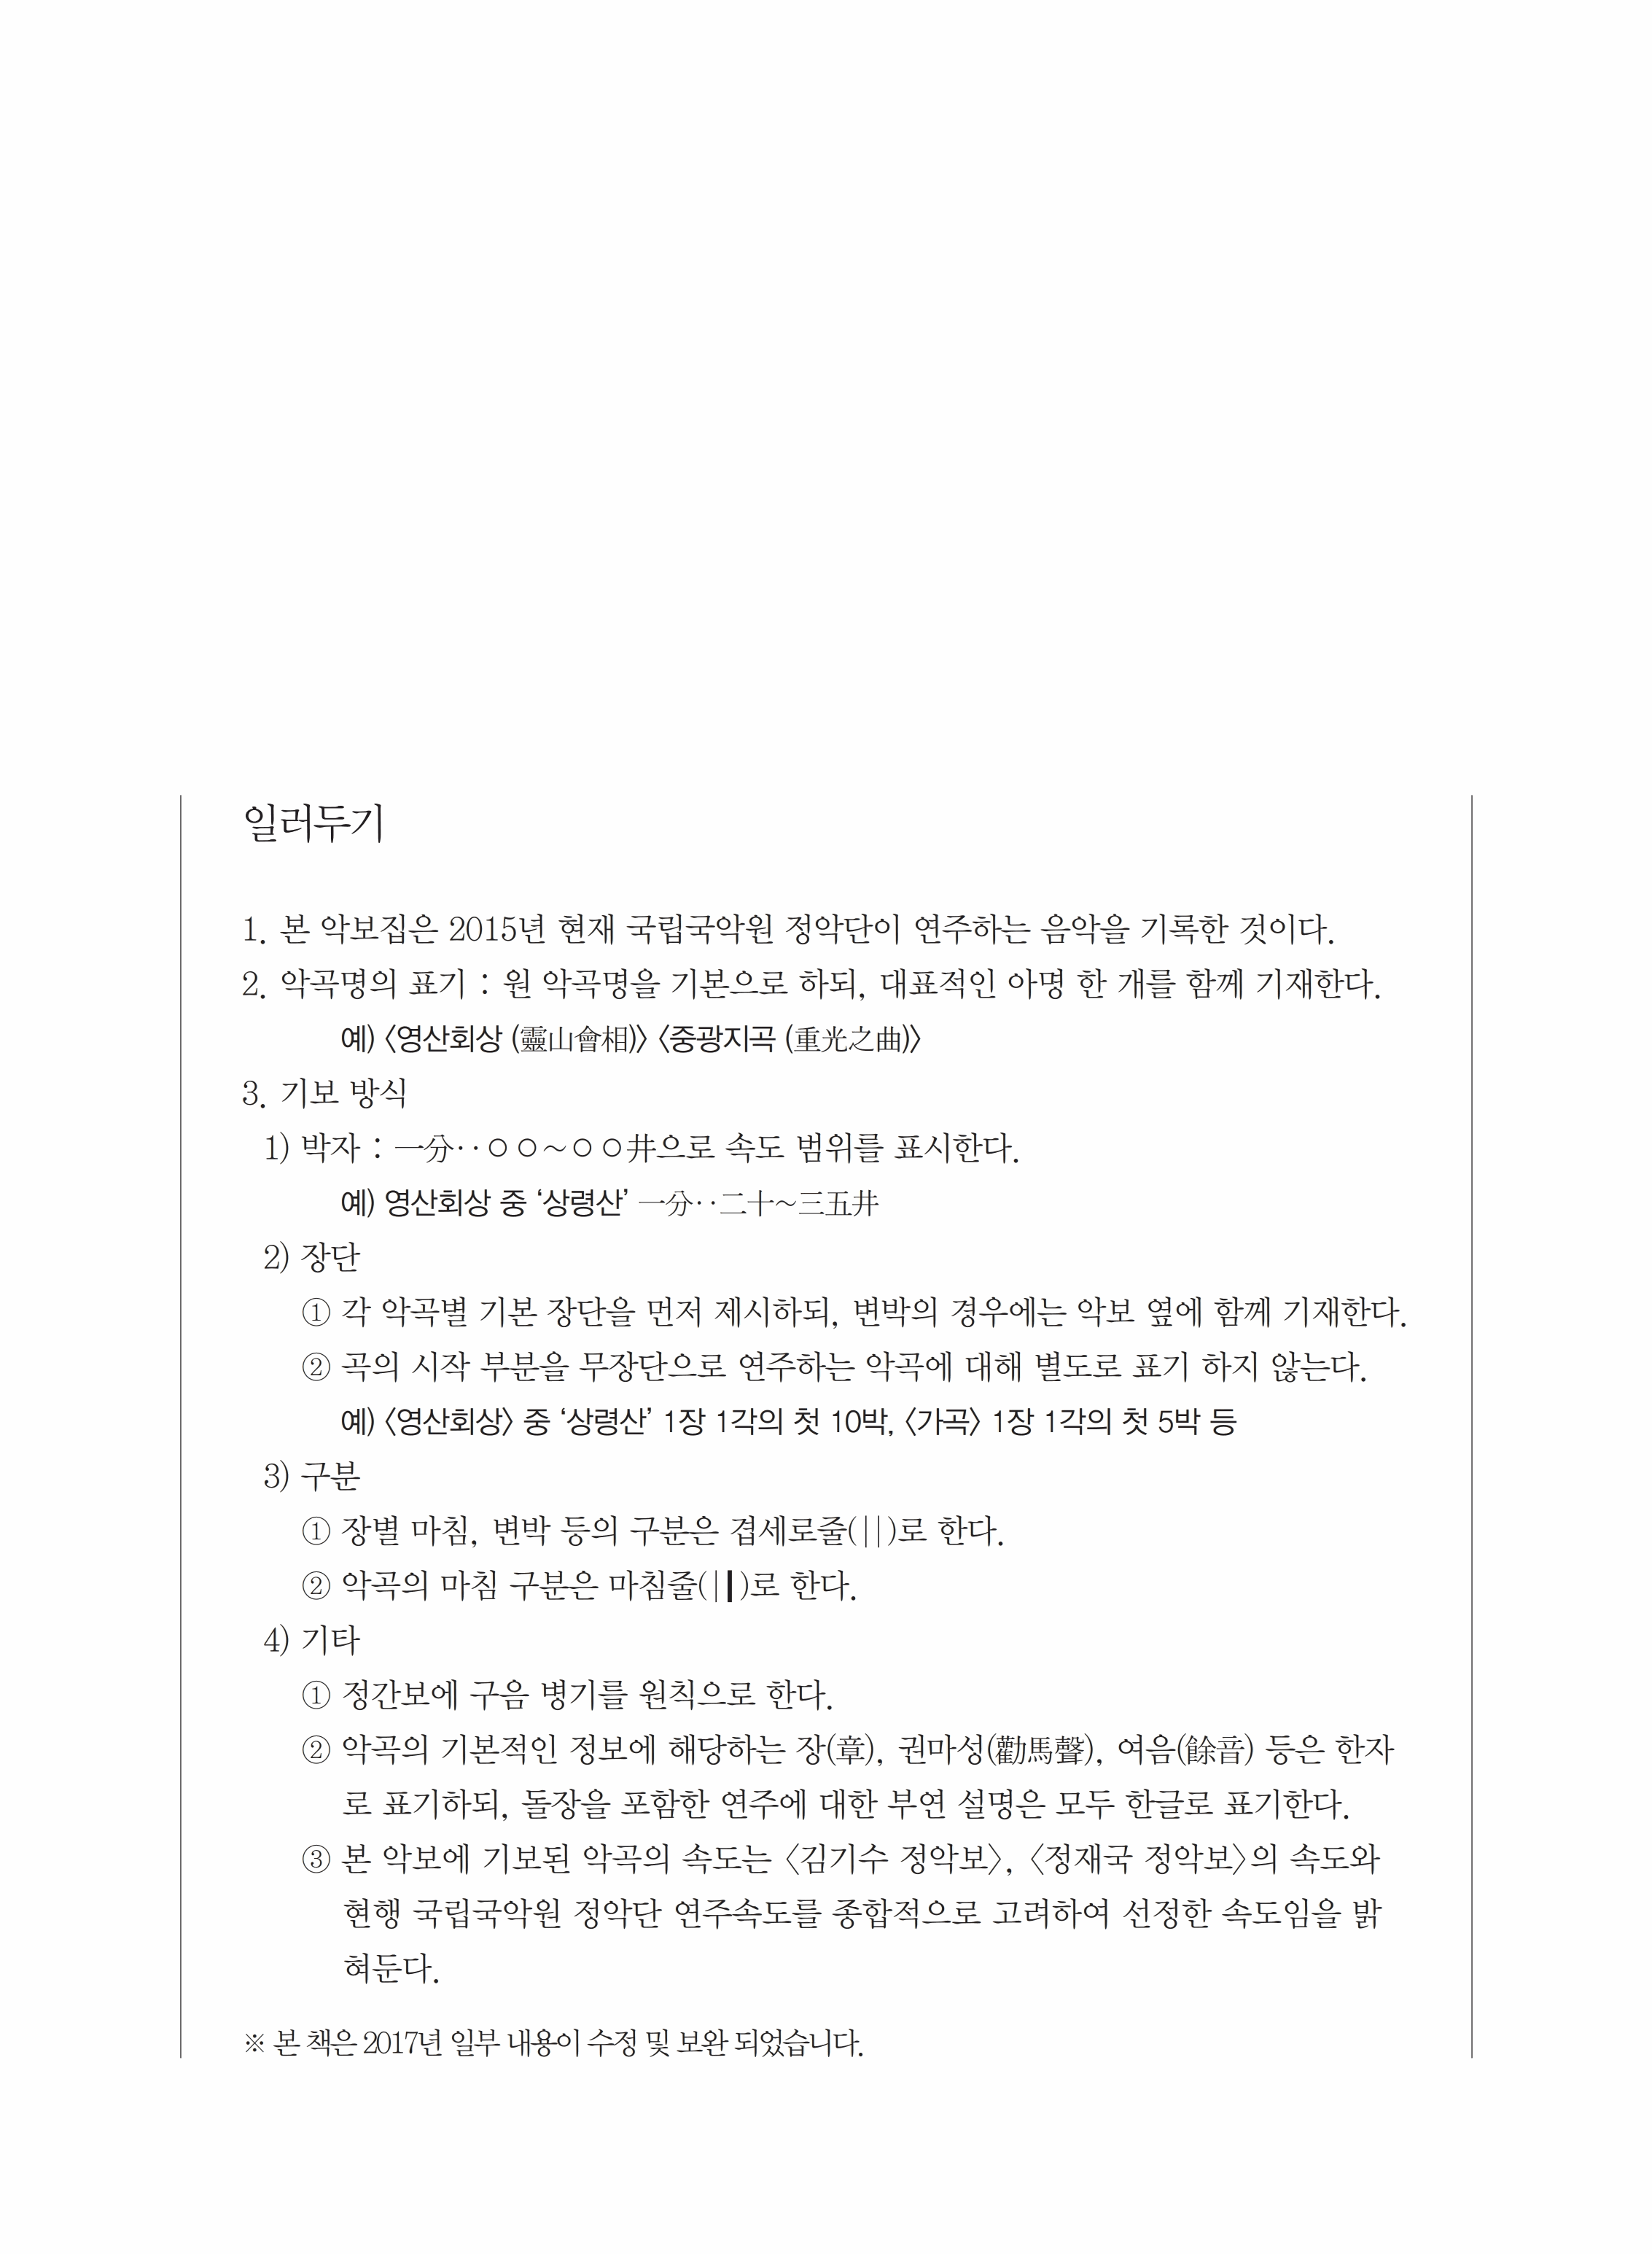 일러두기
1. 본 악보집은 2015년 현재 국립국악원 정악단이 연주하는 음악을 기록한 것이다.
2. 악곡명의 표기 : 원 악곡명을 기본으로 하되, 대표적인 아명 한 개를 함께 기재한다.
예) 〈영산회상 (靈山會相)〉 〈중광지곡 (重光之曲)〉
3. 기보 방식
1) 박자 : 一分‥○○~○○井으로 속도 범위를 표시한다.
예) 영산회상 중 ‘상령산’ 一分‥二十~三五井
2) 장단
① 각 악곡별 기본 장단을 먼저 제시하되, 변박의 경우에는 악보 옆에 함께 기재한다.
② 곡의 시작 부분을 무장단으로 연주하는 악곡에 대해 별도로 표기 하지 않는다.
예) 〈영산회상〉 중 ‘상령산’ 1장 1각의 첫 10박, 〈가곡〉 1장 1각의 첫 5박 등
3) 구분
① 장별 마침, 변박 등의 구분은 겹세로줄(||)로 한다.
② 악곡의 마침 구분은 마침줄(|┃)로 한다.
4) 기타
① 정간보에 구음 병기를 원칙으로 한다.
② 악곡의 기본적인 정보에 해당하는 장(章), 권마성(勸馬聲), 여음(餘音) 등은 한자
로 표기하되, 돌장을 포함한 연주에 대한 부연 설명은 모두 한글로 표기한다.
③ 본 악보에 기보된 악곡의 속도는 〈김기수 정악보〉, 〈정재국 정악보〉의 속도와
현행 국립국악원 정악단 연주속도를 종합적으로 고려하여 선정한 속도임을 밝
혀둔다.
※ 본 책은 2017년 일부 내용이 수정 및 보완 되었습니다.